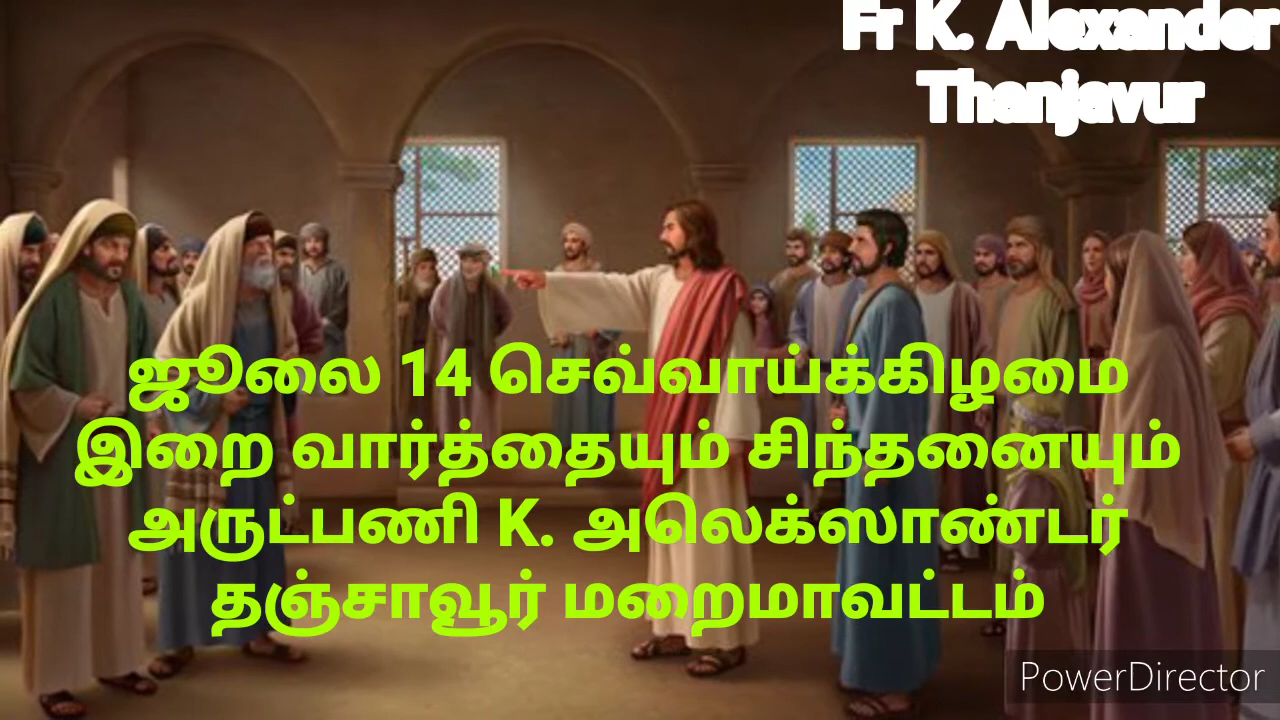 Fr K. Alexander
Thanjavur
ஜூலை 14 செவ்வாய்க்கிழமை
இறை வார்த்தையும் சிந்தனையும்
அருட்பணி K. அலெக்ஸாண்டர்
தஞ்சாவூர் மறைமாவட்டம்
PowerDirector